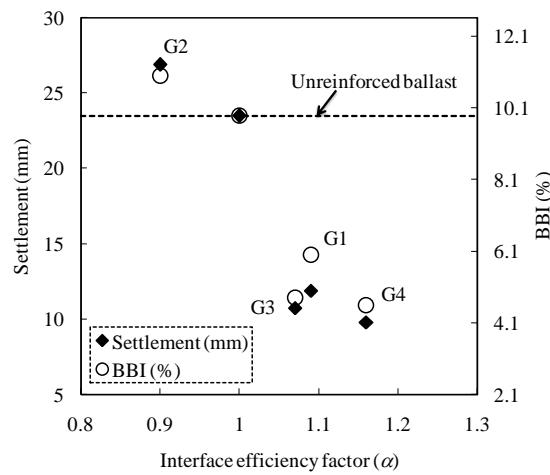 30
25
20
15
10
5
Settlement (mm)
12.1
10.1
8.1
6.1
4.1
2.1
BBI (%)
G2
Unreinforced ballast
G1
G3
G4
Settlement (mm)
BBI (%)
0.8 0.9 1 1.1 1.2 1.3
Interface efficiency factor (α)